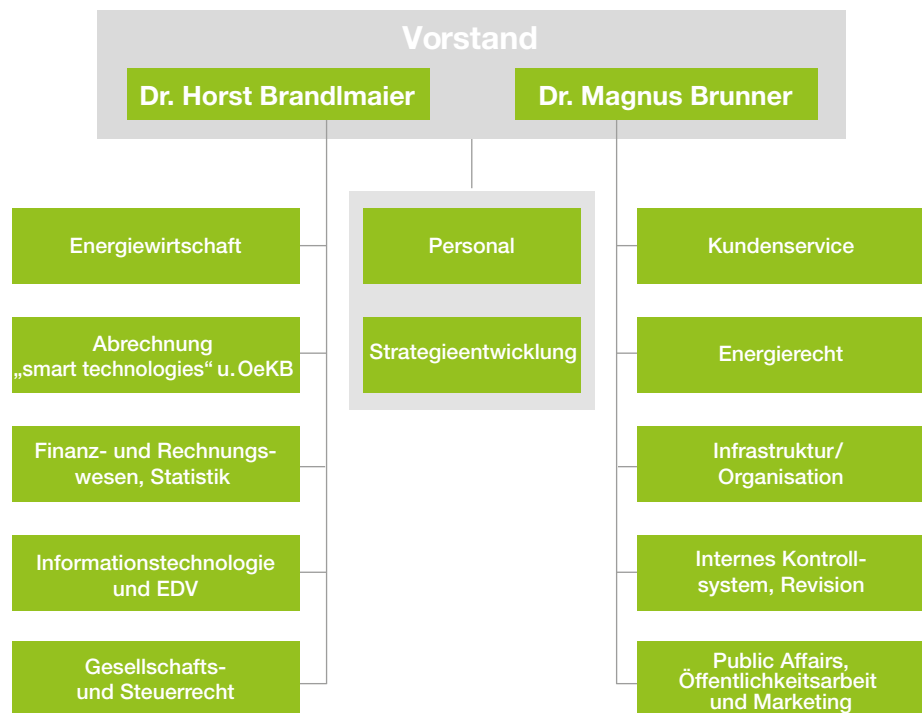 Vorstand
Dr. Horst Brandlmaier
Dr. Magnus Brunner
Energiewirtschaft
Abrechnung
„smart technologies“ u. OeKB
Finanz- und Rechnungs-
wesen, Statistik
Informationstechnologie
und EDV
Gesellschafts-
und Steuerrecht
Personal
Strategieentwicklung
Kundenservice
Energierecht
Infrastruktur/
Organisation
Internes Kontroll-
system, Revision
Public Affairs,
Öffentlichkeitsarbeit
und Marketing